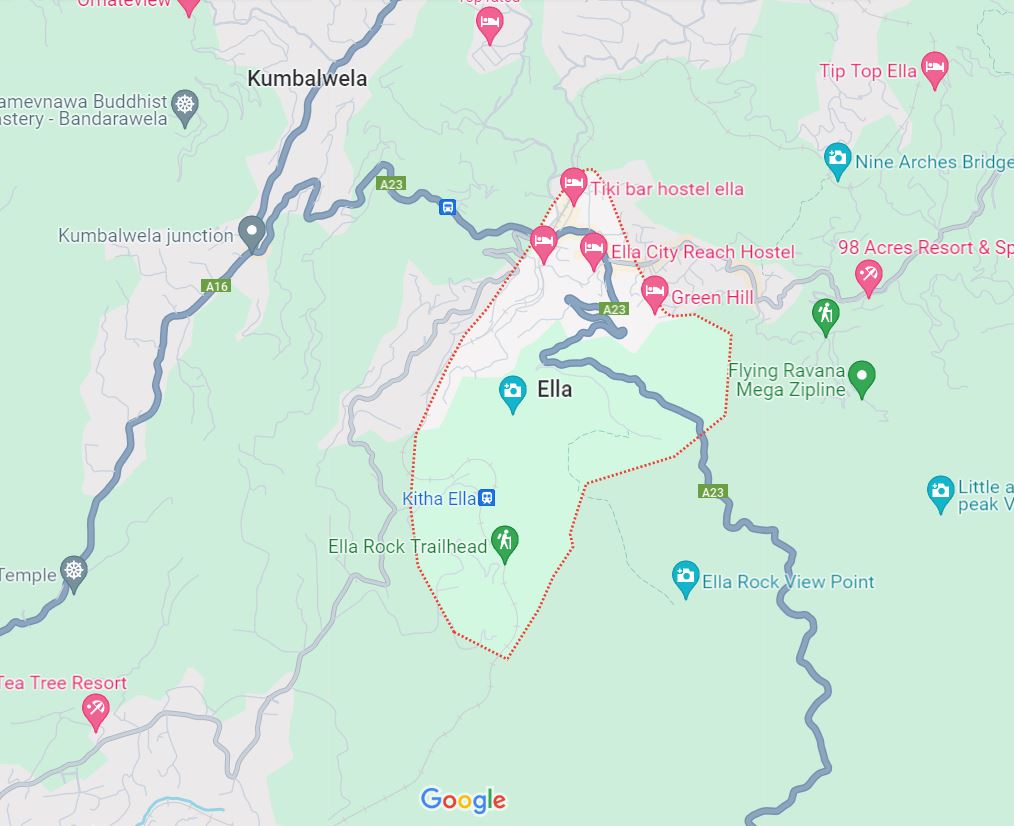 Ornateview
Top rated
Kumbalwela
Tip Top Ella
amevnawa Buddhist
astery - Bandarawela
Nine Arches Bridge
A23
Tiki bar hostel ella
Kumbalwela junction
Ella City Reach Hostel
98 Acres Resort & Sp
A16
Green Hill
A23
Flying Ravana
Mega Zipline
Ella
Kitha Ella
A23
Little a
peak V
Ella Rock Trailhead
Temple
Ella Rock View Point
Tea Tree Resort
Google